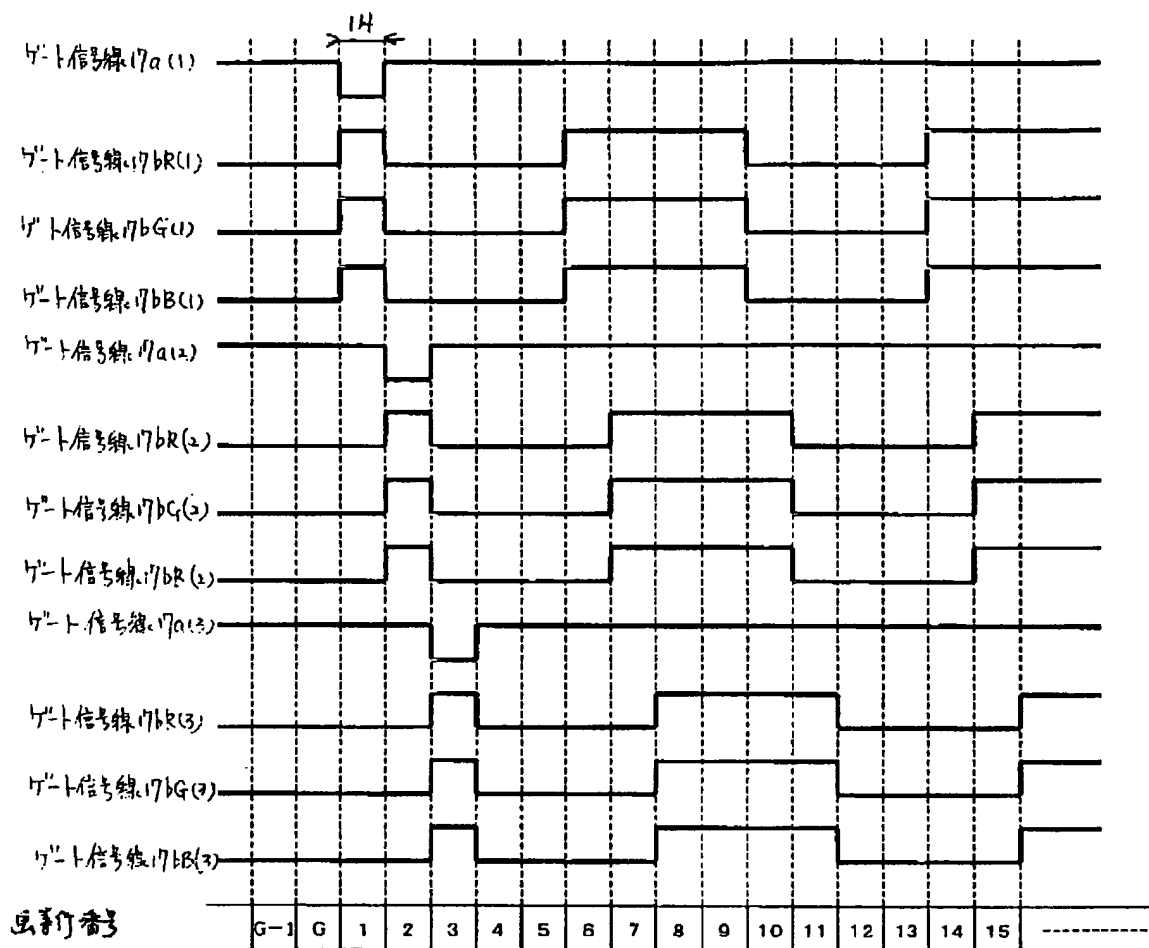 1H
ゲート信号線17a(1)
ゲート信号線17bR(1)
ゲート信号線17bG(1)
ゲート信号線17bB(1)
ゲート信号線17a(2)
ゲート信号線17bR(2)
ゲート信号線17bG(2)
ゲート信号線17bR(2)
ゲート信号線17a(3)
ゲート信号線17bR(3)
ゲート信号線17bG(3)
ゲート信号線17bB(3)
画素行番号 G-1 G 1 2 3 4 5 6 7 8 9 10 11 12 13 14 15